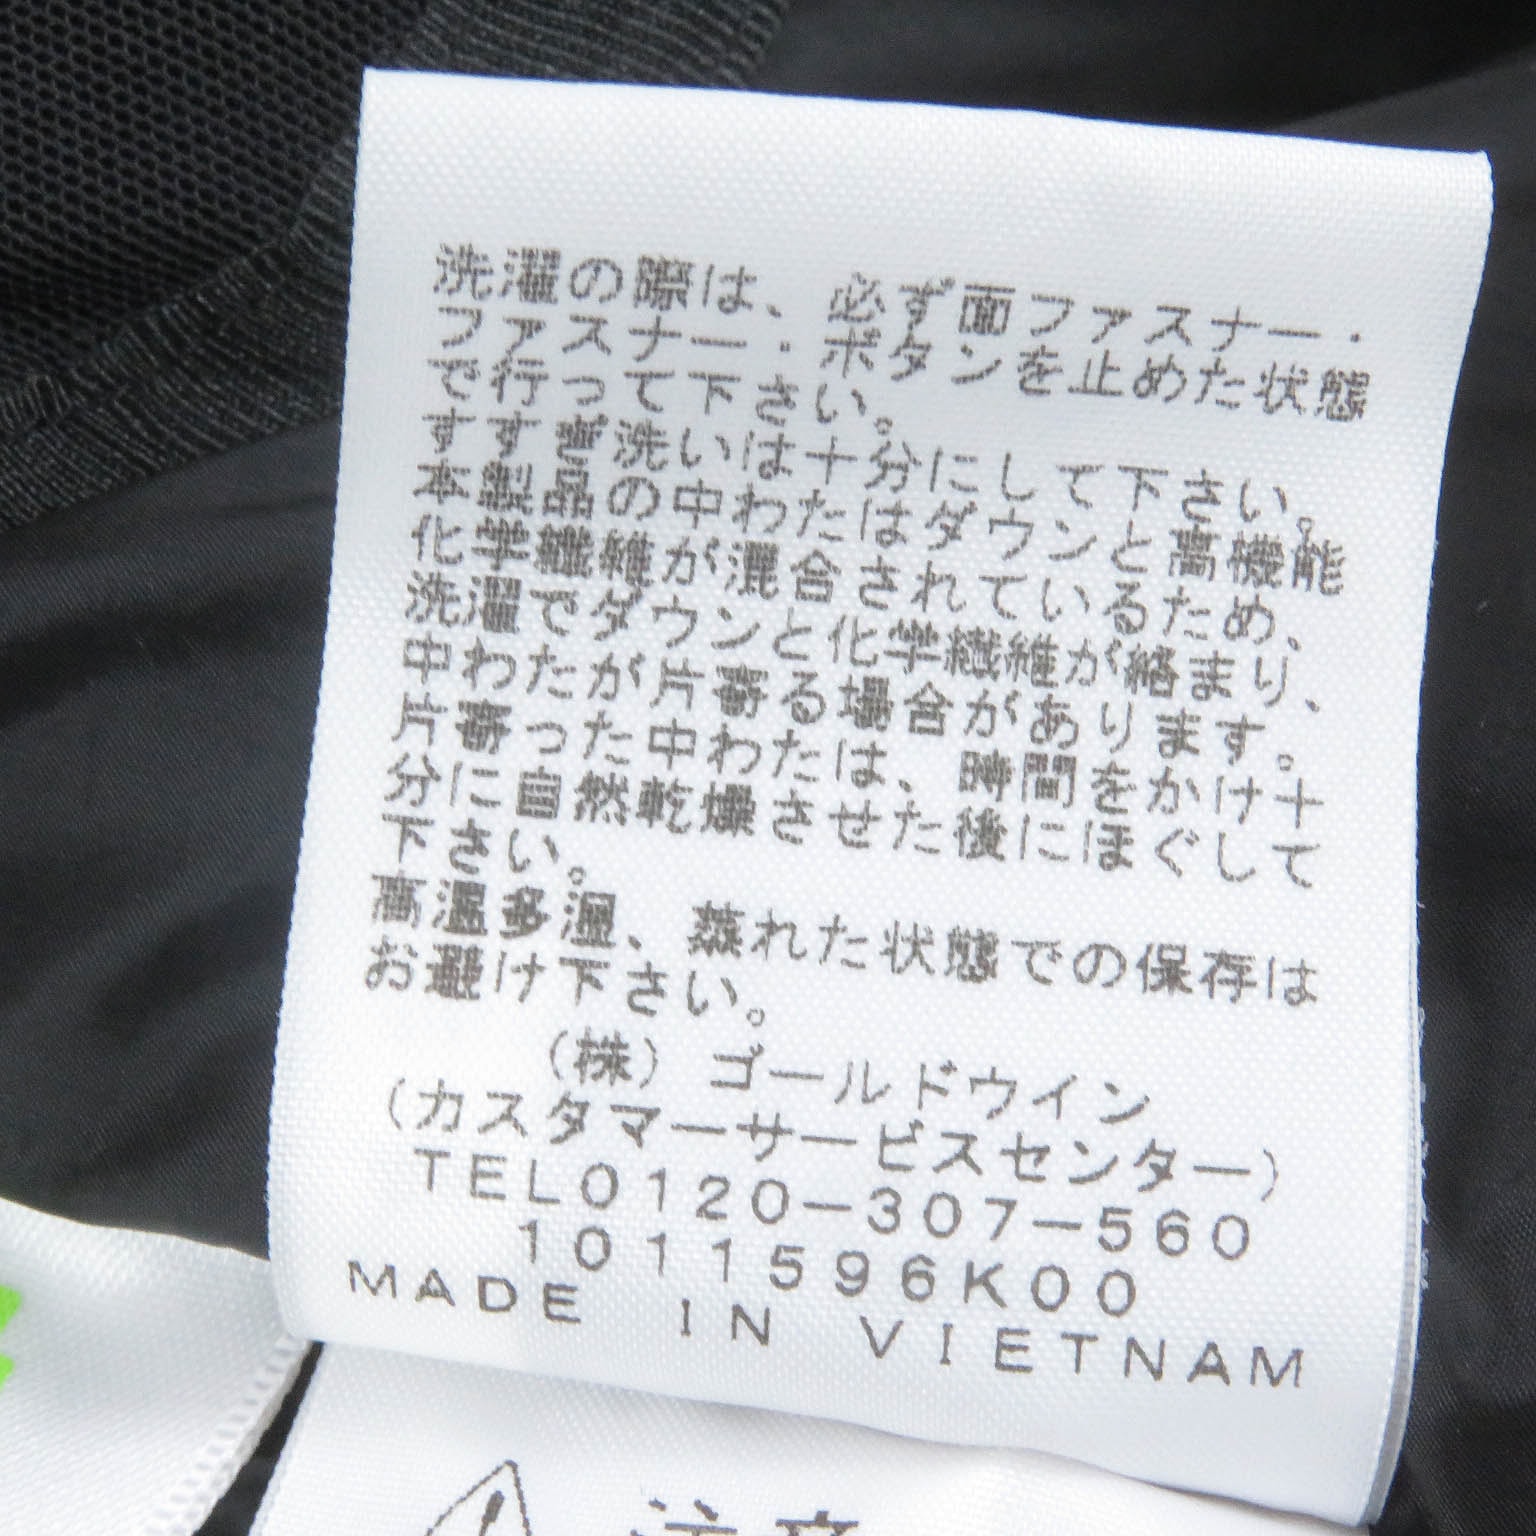 洗濯の際は、必ず面ファスナー・
ファスナー・ボタンを止めた状態
で行って下さい。
すすぎ洗いは十分にして下さい。
本製品の中わたはダウンと高機能
化学繊維が混合されているため、
洗濯でダウンと化学繊維が絡まり、
中わたが片寄る場合があります。
片寄った中わたは、時間をかけ十
分に自然乾燥させた後にほぐして
下さい。
高温多湿、蒸れた状態での保存は
お避け下さい。
(株)ゴールドウイン
(カスタマーサービスセンター)
TEL0120-307-560
1011596K00
MADE IN VIETNAM
注意